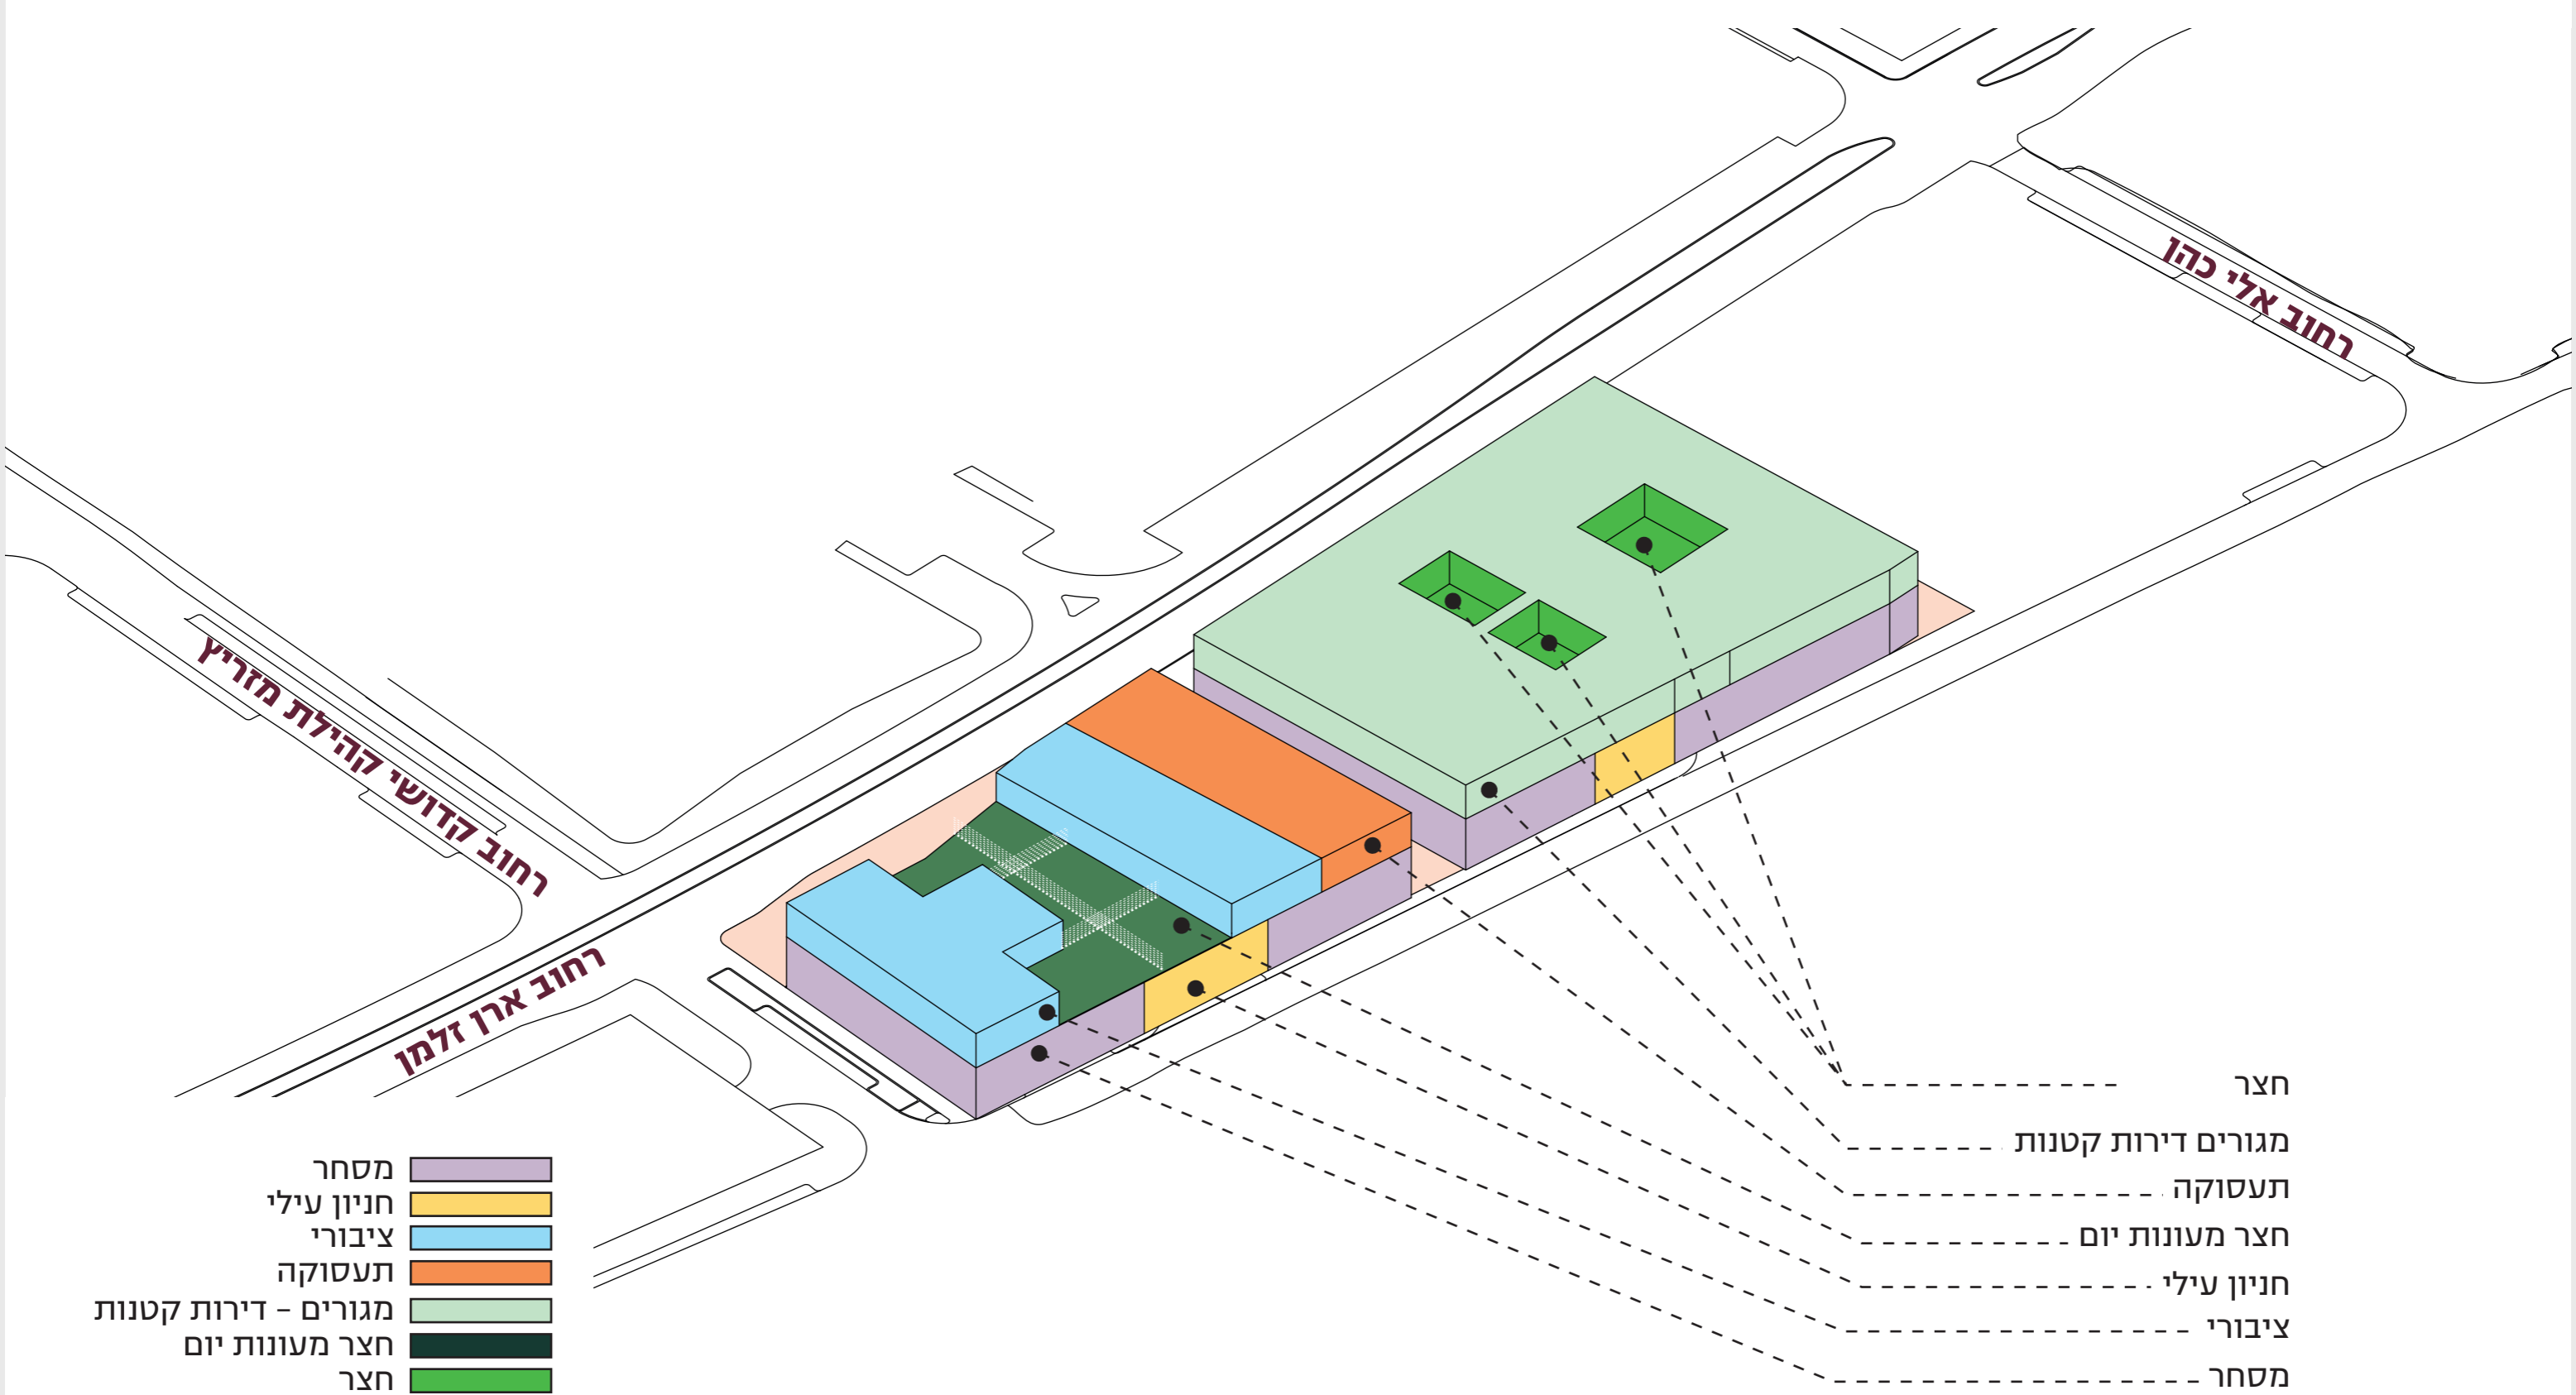 רחוב אלי כהן
רחוב קדושי קהילת מזריץ
רחוב ארן זלמן
חצר
מגורים דירות קטנות
תעסוקה
חצר מעונות יום
חניון עילי
ציבורי
מסחר
מסחר
חניון עילי
ציבורי
תעסוקה
מגורים - דירות קטנות
חצר מעונות יום
חצר